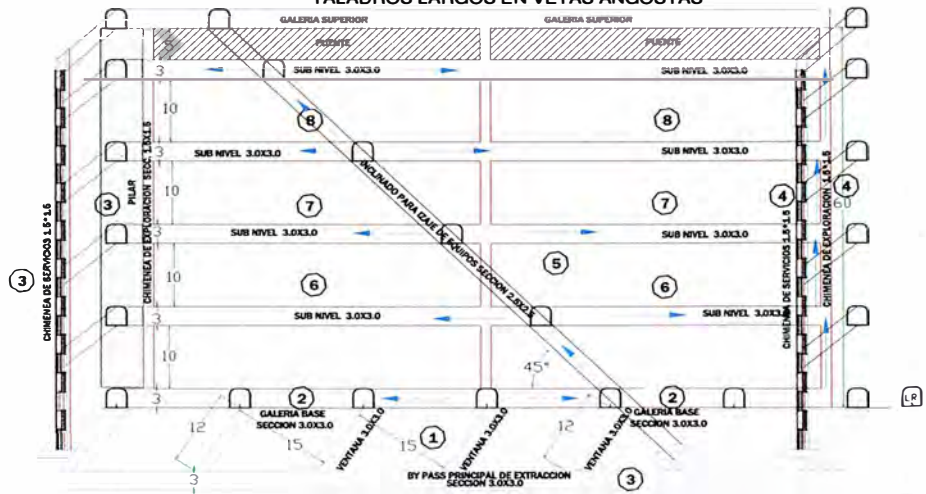 TALADROS LARGOS EN VETAS ANGOSTAS
GALERIA SUPERIOR
GALERIA SUPERIOR
5
PUENTE
PUENTE
3
SUB NIVEL 3.0X3.0
SUB NIVEL 3.0X3.0
10
8
8
3
SUB NIVEL 3.0X3.0
SUB NIVEL 3.0X3.0
CHIMENEA DE SERVICIOS 1.5*1.5
3
3
PILAR
CHIMENEA DE EXPLORACION SECC. 1.5X1.5
10
7
7
INCLINADO PARA IZAJE DE EQUIPOS SECCION 2.5X2.5
4
4
CHIMENEA DE SERVICIOS 1.5*1.5
CHIMENEA DE EXPLORACION 1.5*1.5
60
3
SUB NIVEL 3.0X3.0
SUB NIVEL 3.0X3.0
5
10
6
6
3
SUB NIVEL 3.0X3.0
SUB NIVEL 3.0X3.0
10
45°
3
2
2
LR
GALERIA BASE
SECCION 3.0X3.0
GALERIA BASE
SECCION 3.0X3.0
12
15
VENTANA 3.0X3.0
15
1
VENTANA 3.0X3.0
12
VENTANA 3.0X3.0
3
BY PASS PRINCIPAL DE EXTRACCION
SECCION 3.0X3.0
3